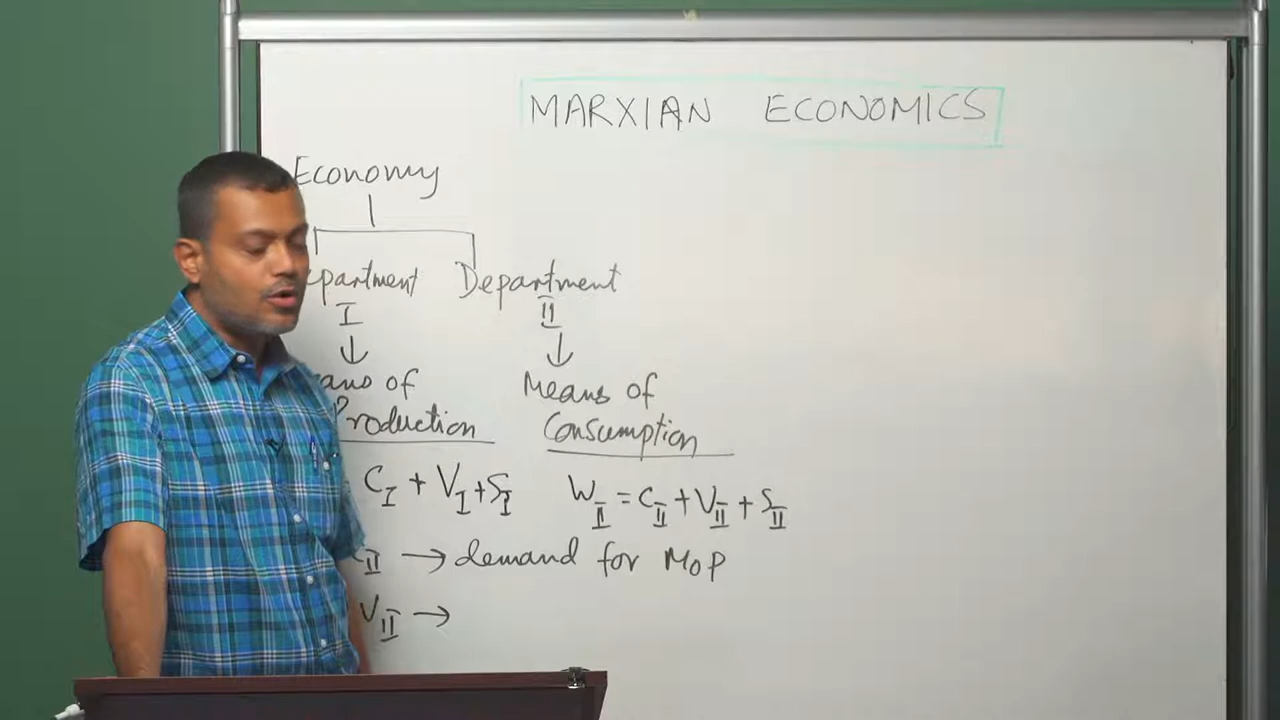 MARXIAN ECONOMICS
Economy
Department
II
I
Means of
Production
Means of
Consumption
C_I + V_I + S_I
W_II = C_II + V_II + S_II
C_II → demand for MoP
V_II →